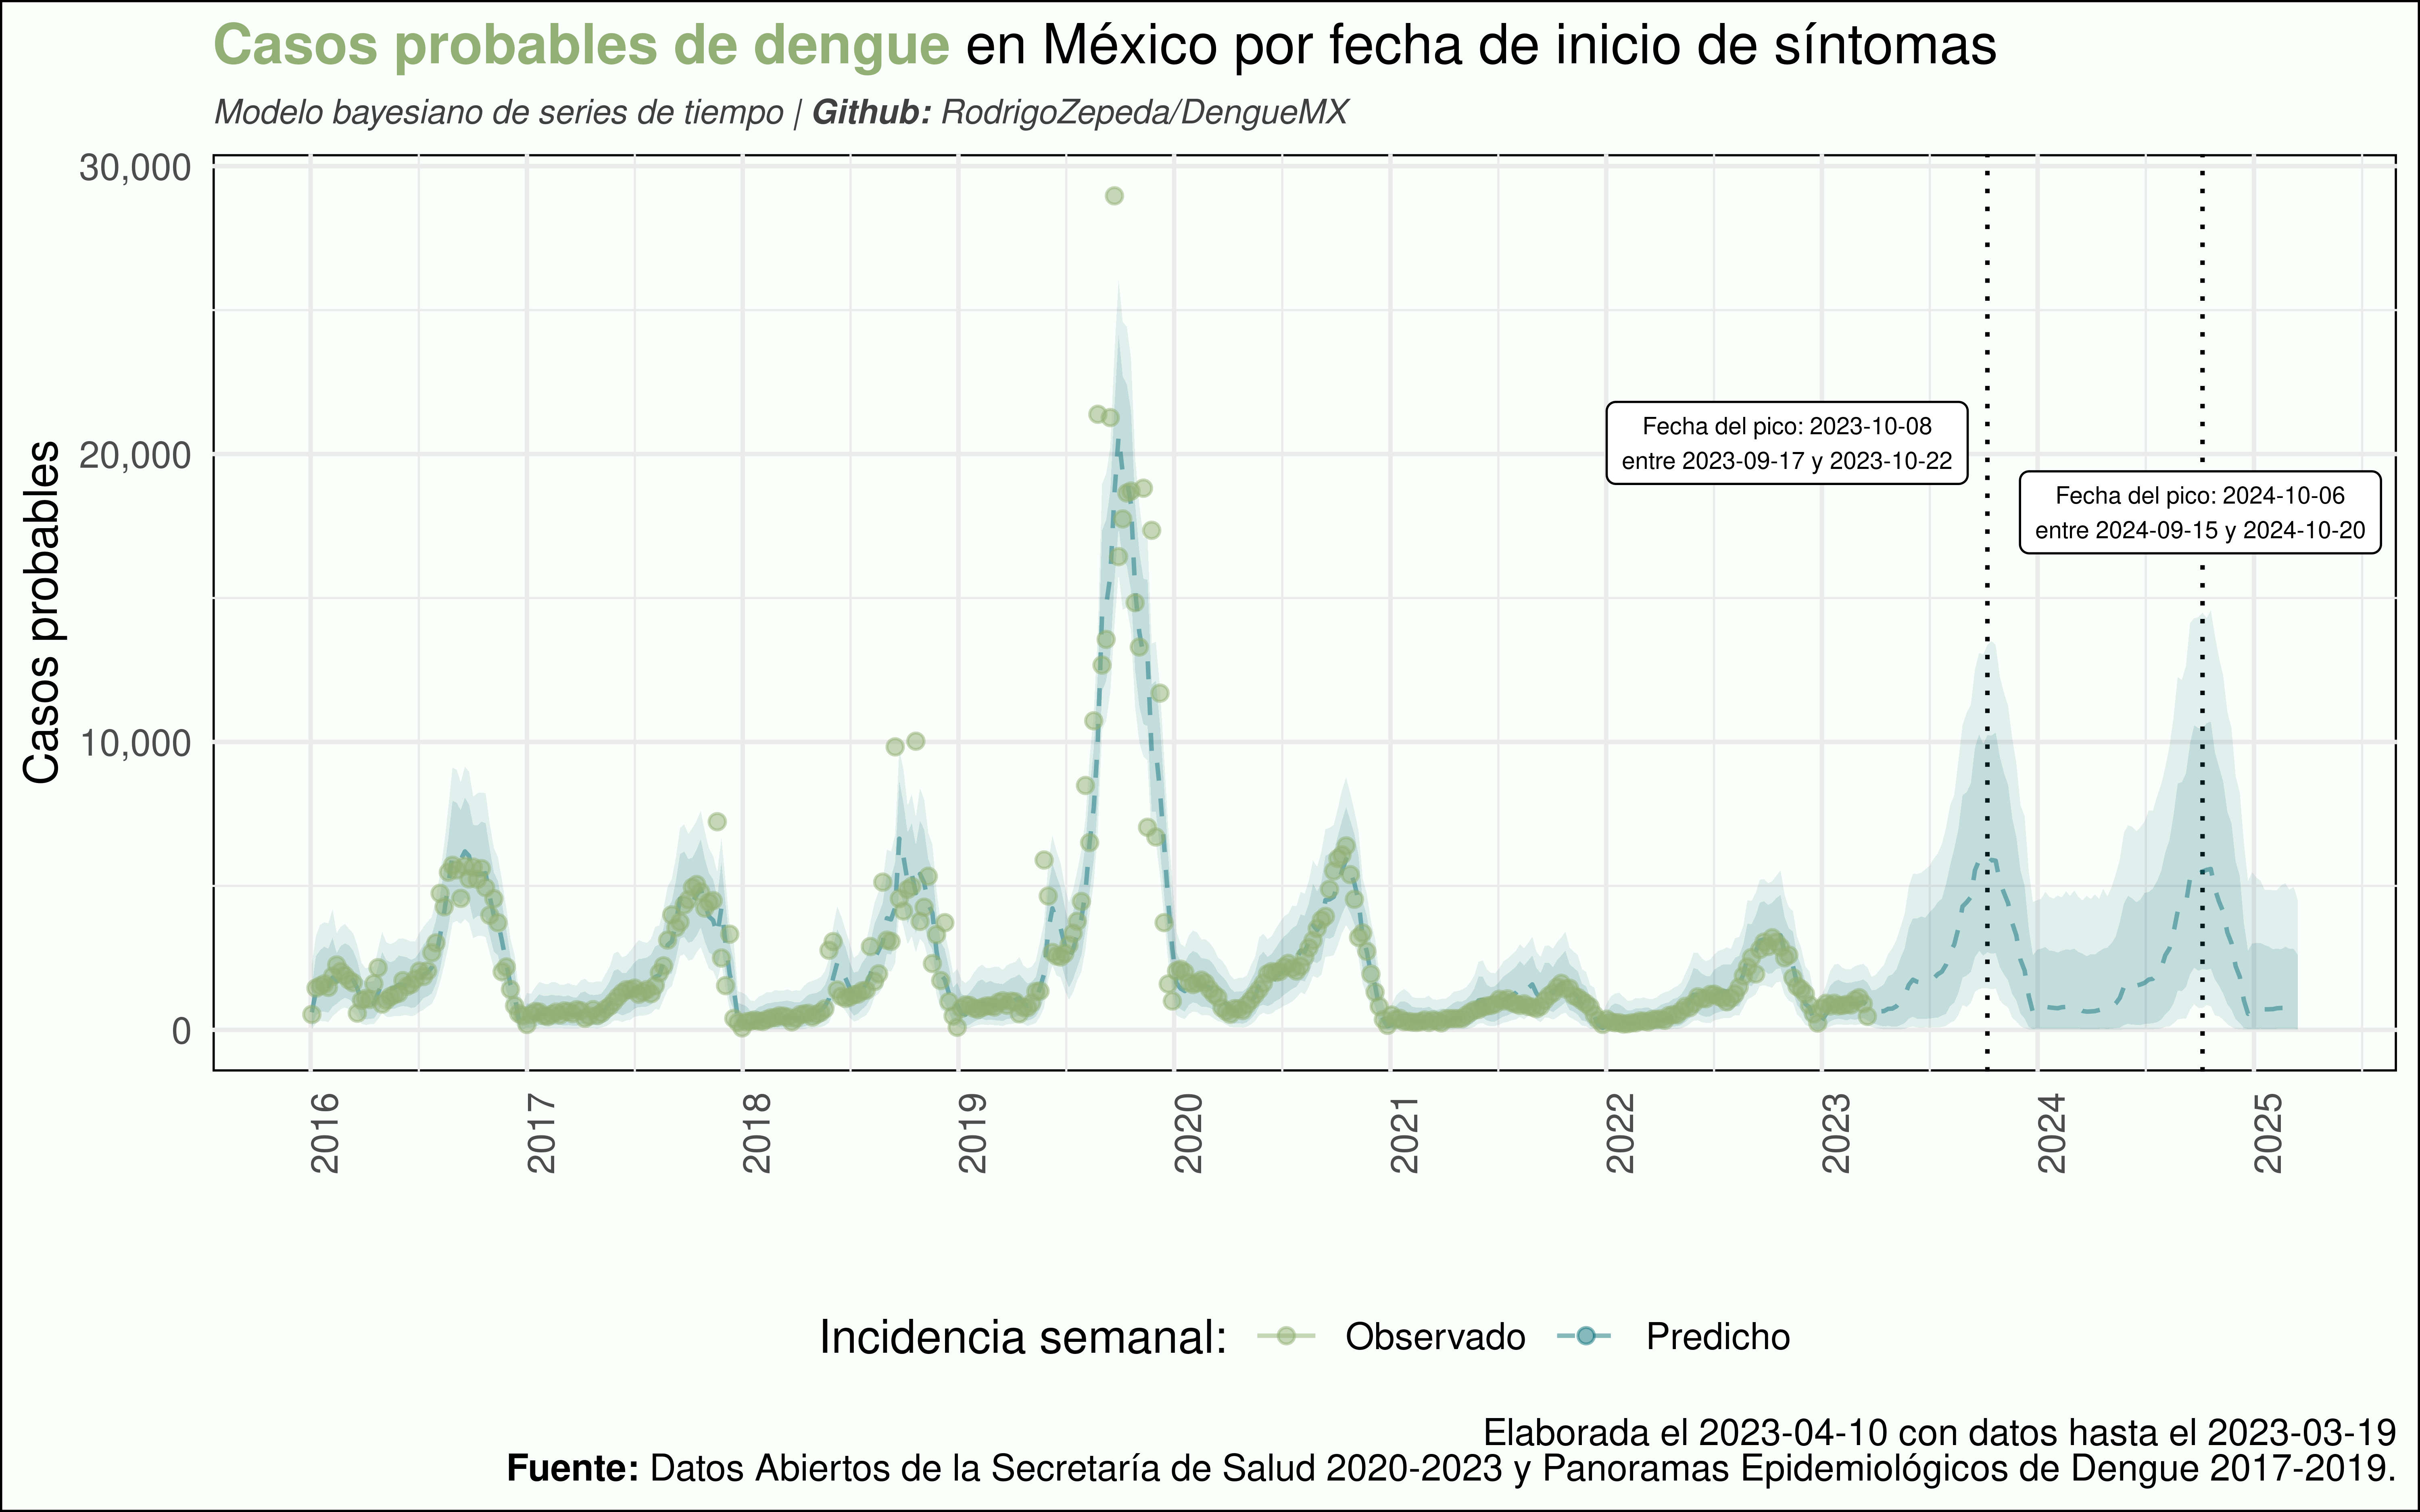 Casos probables de dengue en México por fecha de inicio de síntomas
Modelo bayesiano de series de tiempo | Github: RodrigoZepeda/DengueMX
Casos probables
30,000
20,000
10,000
0
Fecha del pico: 2023-10-08
entre 2023-09-17 y 2023-10-22
Fecha del pico: 2024-10-06
entre 2024-09-15 y 2024-10-20
2016
2017
2018
2019
2020
2021
2022
2023
2024
2025
Incidencia semanal: Observado Predicho
Elaborada el 2023-04-10 con datos hasta el 2023-03-19
Fuente: Datos Abiertos de la Secretaría de Salud 2020-2023 y Panoramas Epidemiológicos de Dengue 2017-2019.